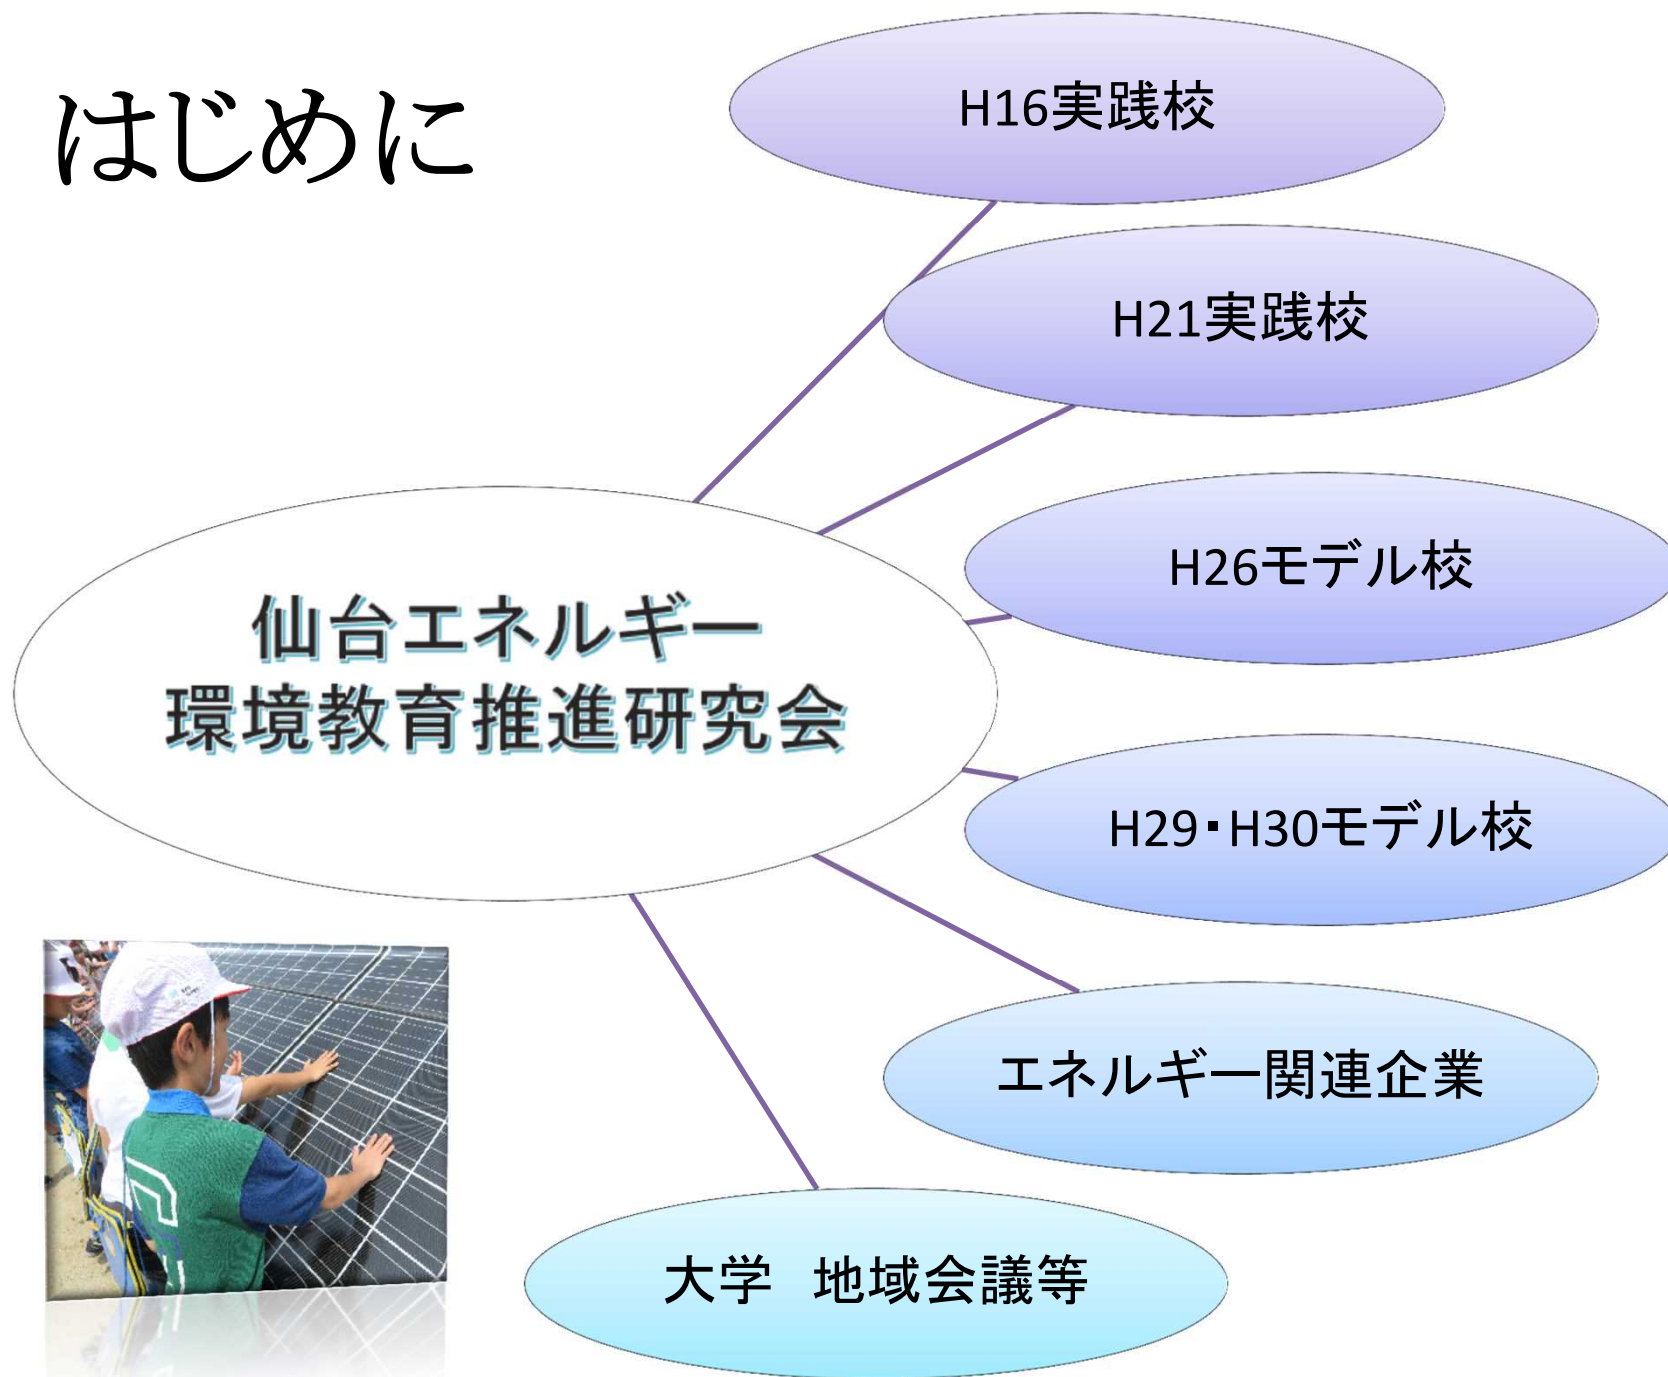 はじめに
H16実践校
H21実践校
H26モデル校
仙台エネルギー
環境教育推進研究会
H29・H30モデル校
エネルギー関連企業
大学　地域会議等